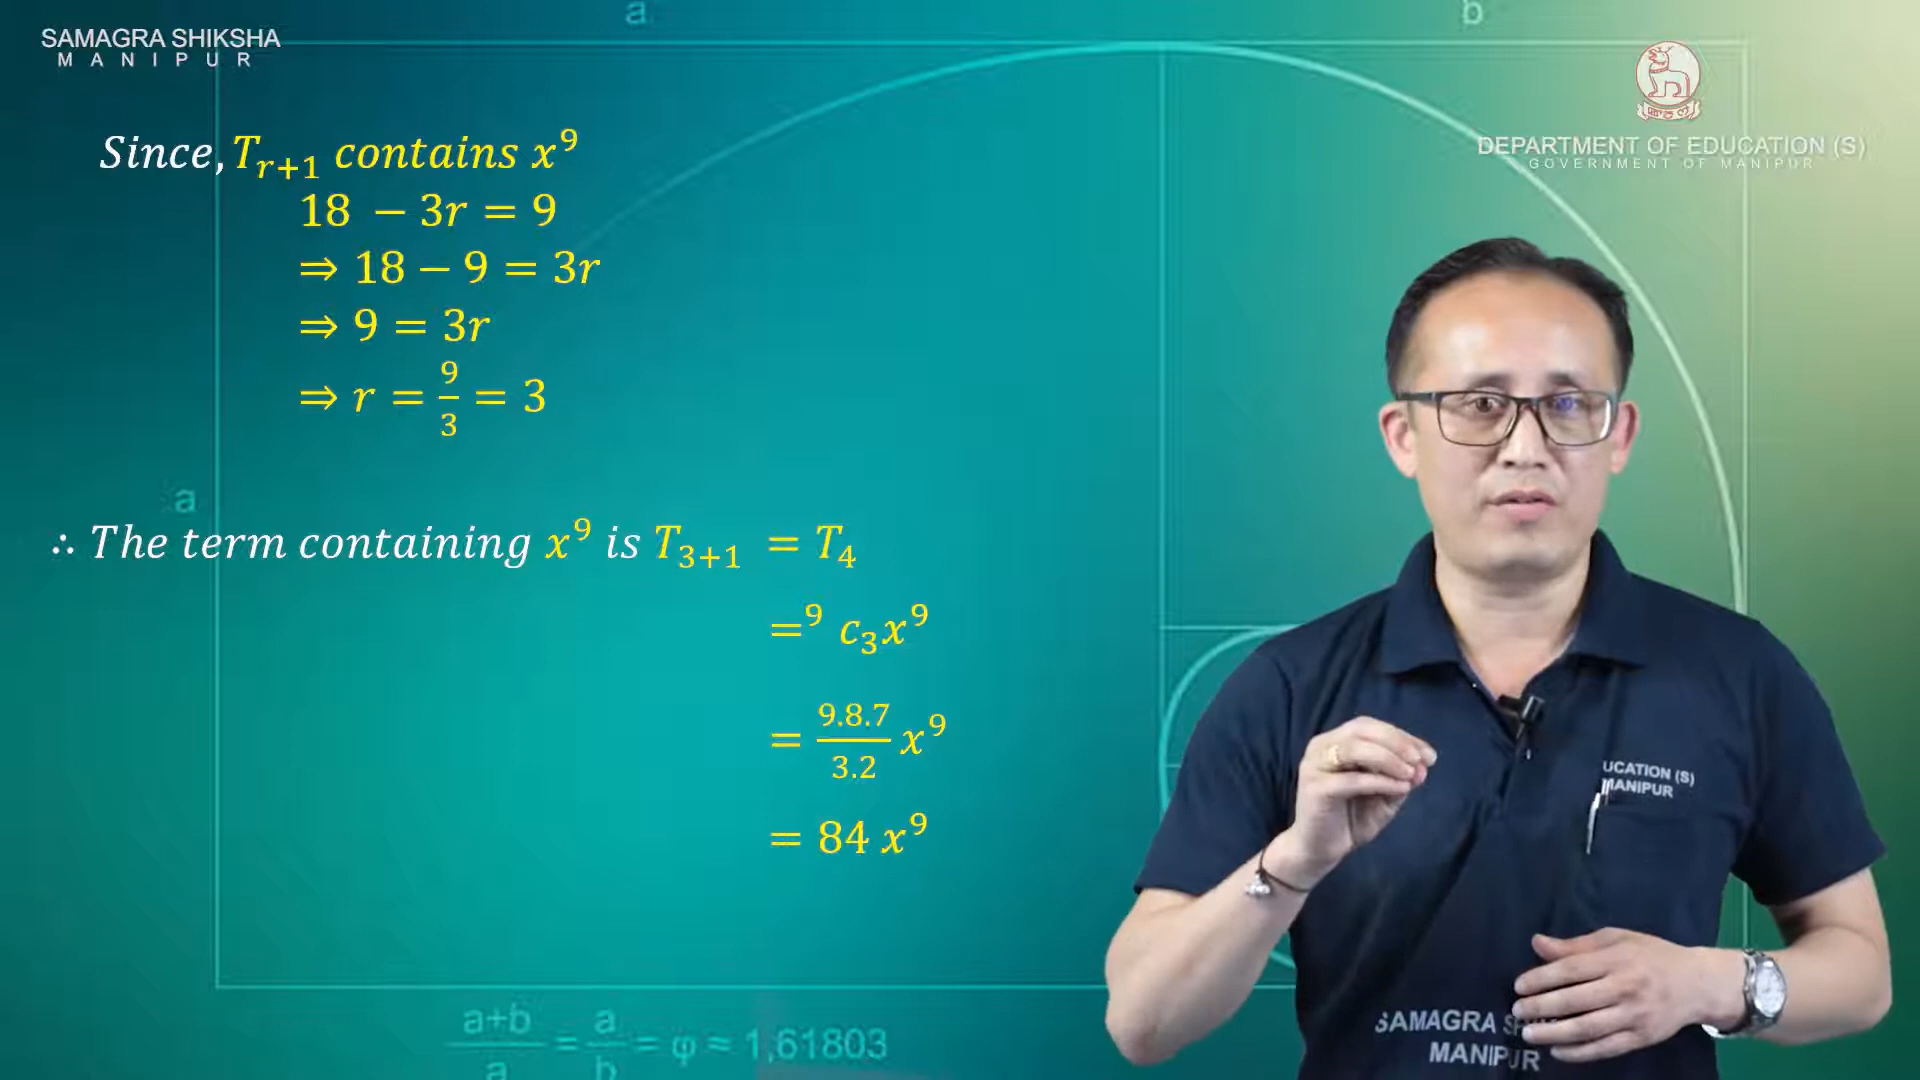 a
b
SAMAGRA SHIKSHA
MANIPUR
DEPARTMENT OF EDUCATION (S)
GOVERNMENT OF MANIPUR
Since, T_{r+1} contains x^9
18 - 3r = 9
⇒ 18 - 9 = 3r
⇒ 9 = 3r
⇒ r = 9/3 = 3
a
∴ The term containing x^9 is T_{3+1} = T_4
=^9 c_3 x^9
= 9.8.7/3.2 x^9
= 84 x^9
UCATION (S)
MANIPUR
SAMAGRA
MANIPUR
a+b/a = a/b = φ ≈ 1,61803